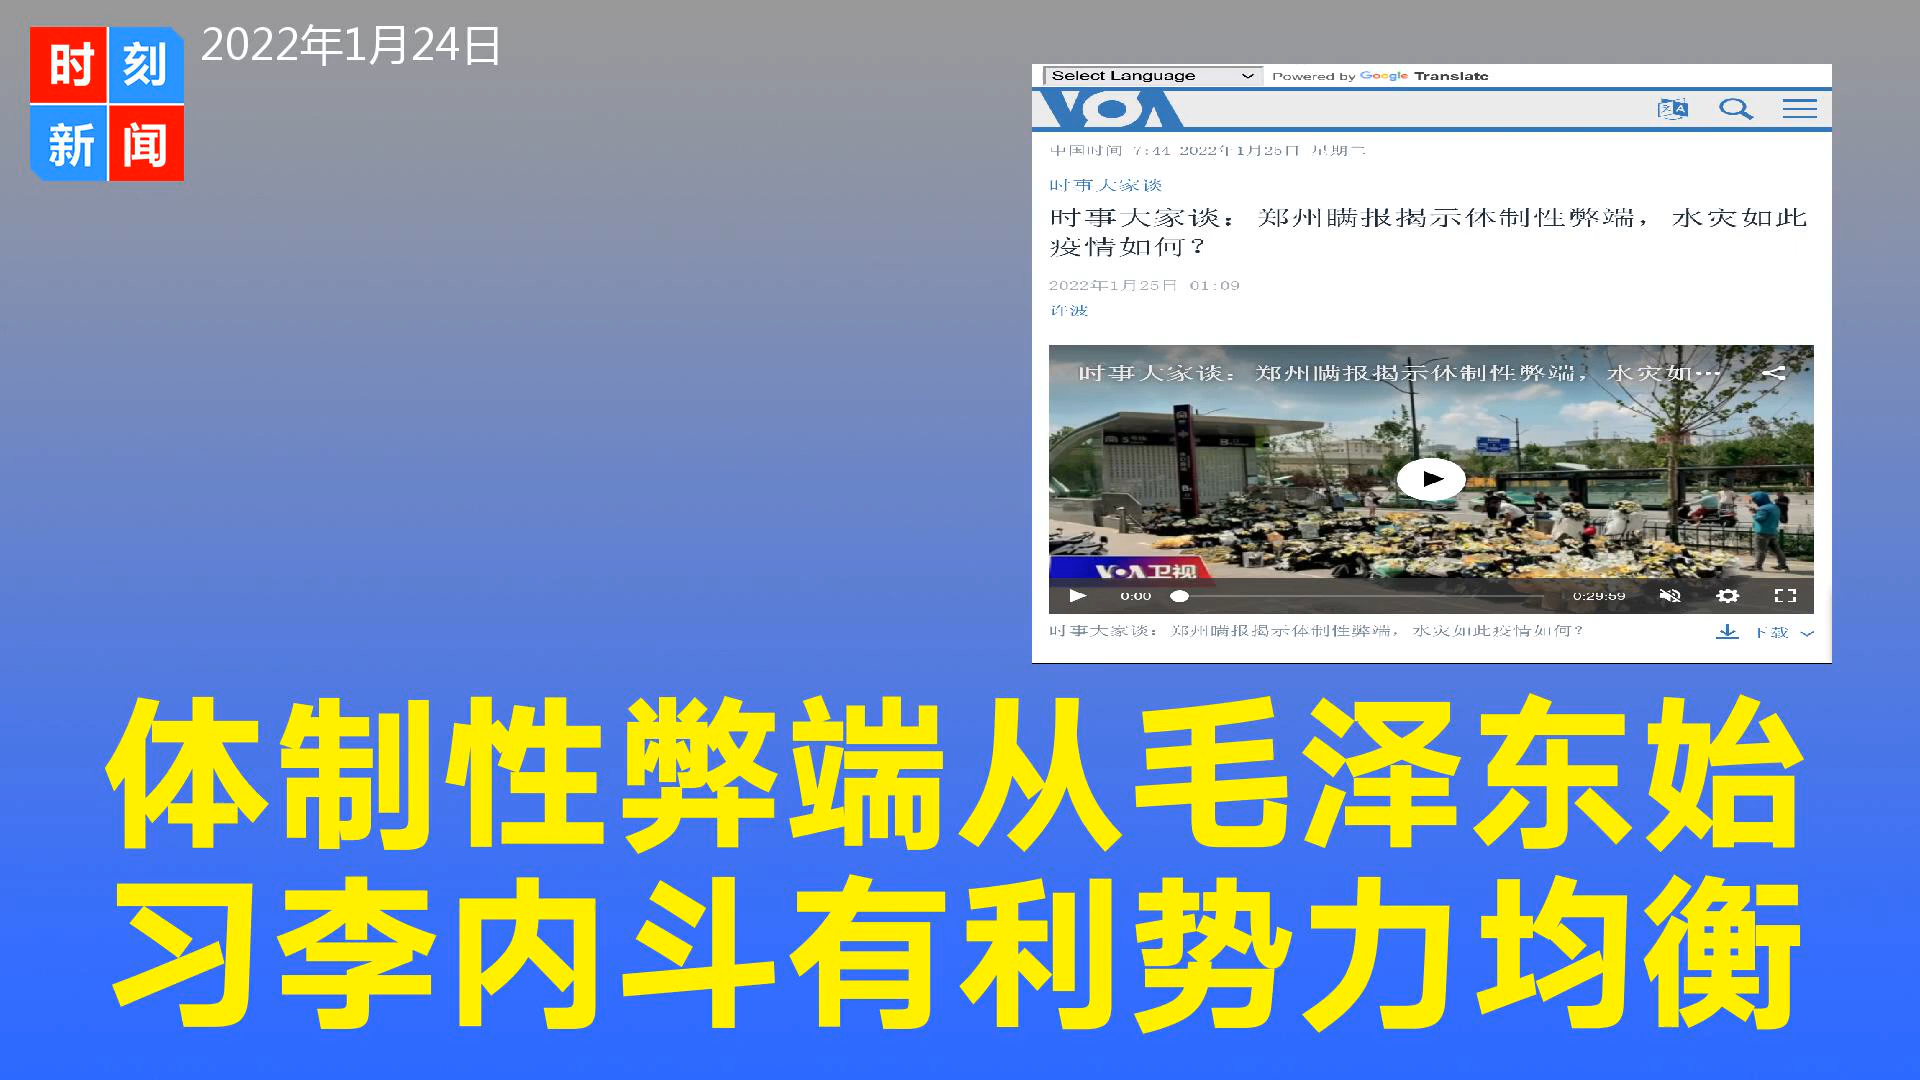 时刻
新闻
2022年1月24日
Select Language
Powered by Google Translate
VOA
中国时间 7:44 2022年1月25日 星期二
时事大家谈
时事大家谈：郑州瞒报揭示体制性弊端，水灾如此
疫情如何？
2022年1月25日 01:09
许波
时事大家谈：郑州瞒报揭示体制性弊端，水灾如...
VOA卫视
0:00
0:29:59
时事大家谈：郑州瞒报揭示体制性弊端，水灾如此疫情如何？
下载
体制性弊端从毛泽东始
习李内斗有利势力均衡